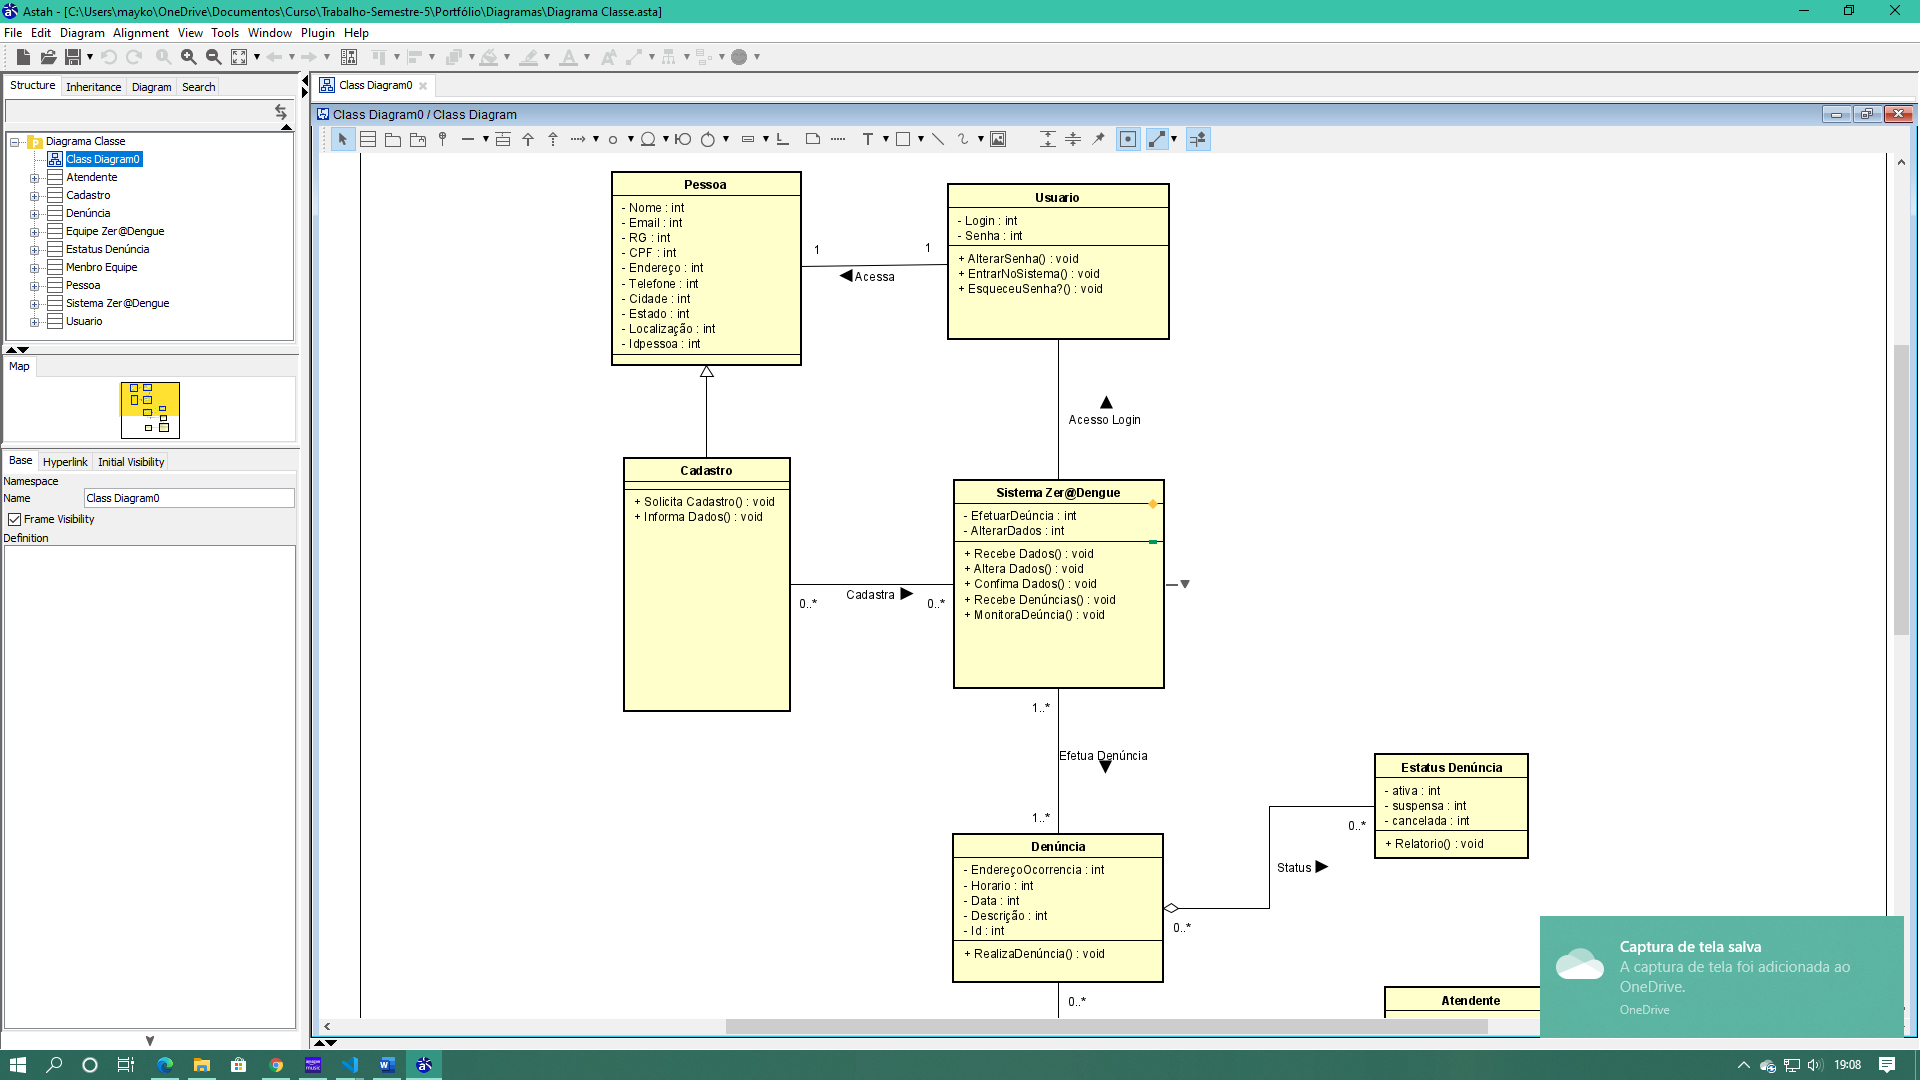 Astah - [C:\Users\mayko\OneDrive\Documentos\Curso\Trabalho-Semestre-5\Portfólio\Diagramas\Diagrama Classe.asta]
File Edit Diagram Alignment View Tools Window Plugin Help
Structure Inheritance Diagram Search
Diagrama Classe
Class Diagram0
Atendente
Cadastro
Denúncia
Equipe Zer@Dengue
Estatus Denúncia
Menbro Equipe
Pessoa
Sistema Zer@Dengue
Usuario
Map
Base Hyperlink Initial Visibility
Namespace
Name Class Diagram0
Frame Visibility
Definition
Class Diagram0
Class Diagram0 / Class Diagram
Pessoa
- Nome : int
- Email : int
- RG : int
- CPF : int
- Endereço : int
- Telefone : int
- Cidade : int
- Estado : int
- Localização : int
- Idpessoa : int
1
1
Acessa
Usuario
- Login : int
- Senha : int
+ AlterarSenha() : void
+ EntrarNoSistema() : void
+ EsqueceuSenha?() : void
Acesso Login
Cadastro
+ Solicita Cadastro() : void
+ Informa Dados() : void
0..*
Cadastra
0..*
Sistema Zer@Dengue
- EfetuarDeúncia : int
- AlterarDados : int
+ Recebe Dados() : void
+ Altera Dados() : void
+ Confima Dados() : void
+ Recebe Denúncias() : void
+ MonitoraDeúncia() : void
1..*
Efetua Denúncia
1..*
Denúncia
- EndereçoOcorrencia : int
- Horario : int
- Data : int
- Descrição : int
- Id : int
+ RealizaDenúncia() : void
0..*
0..*
Status
0..*
Estatus Denúncia
- ativa : int
- suspensa : int
- cancelada : int
+ Relatorio() : void
Atendente
Captura de tela salva
A captura de tela foi adicionada ao
OneDrive.
OneDrive
19:08